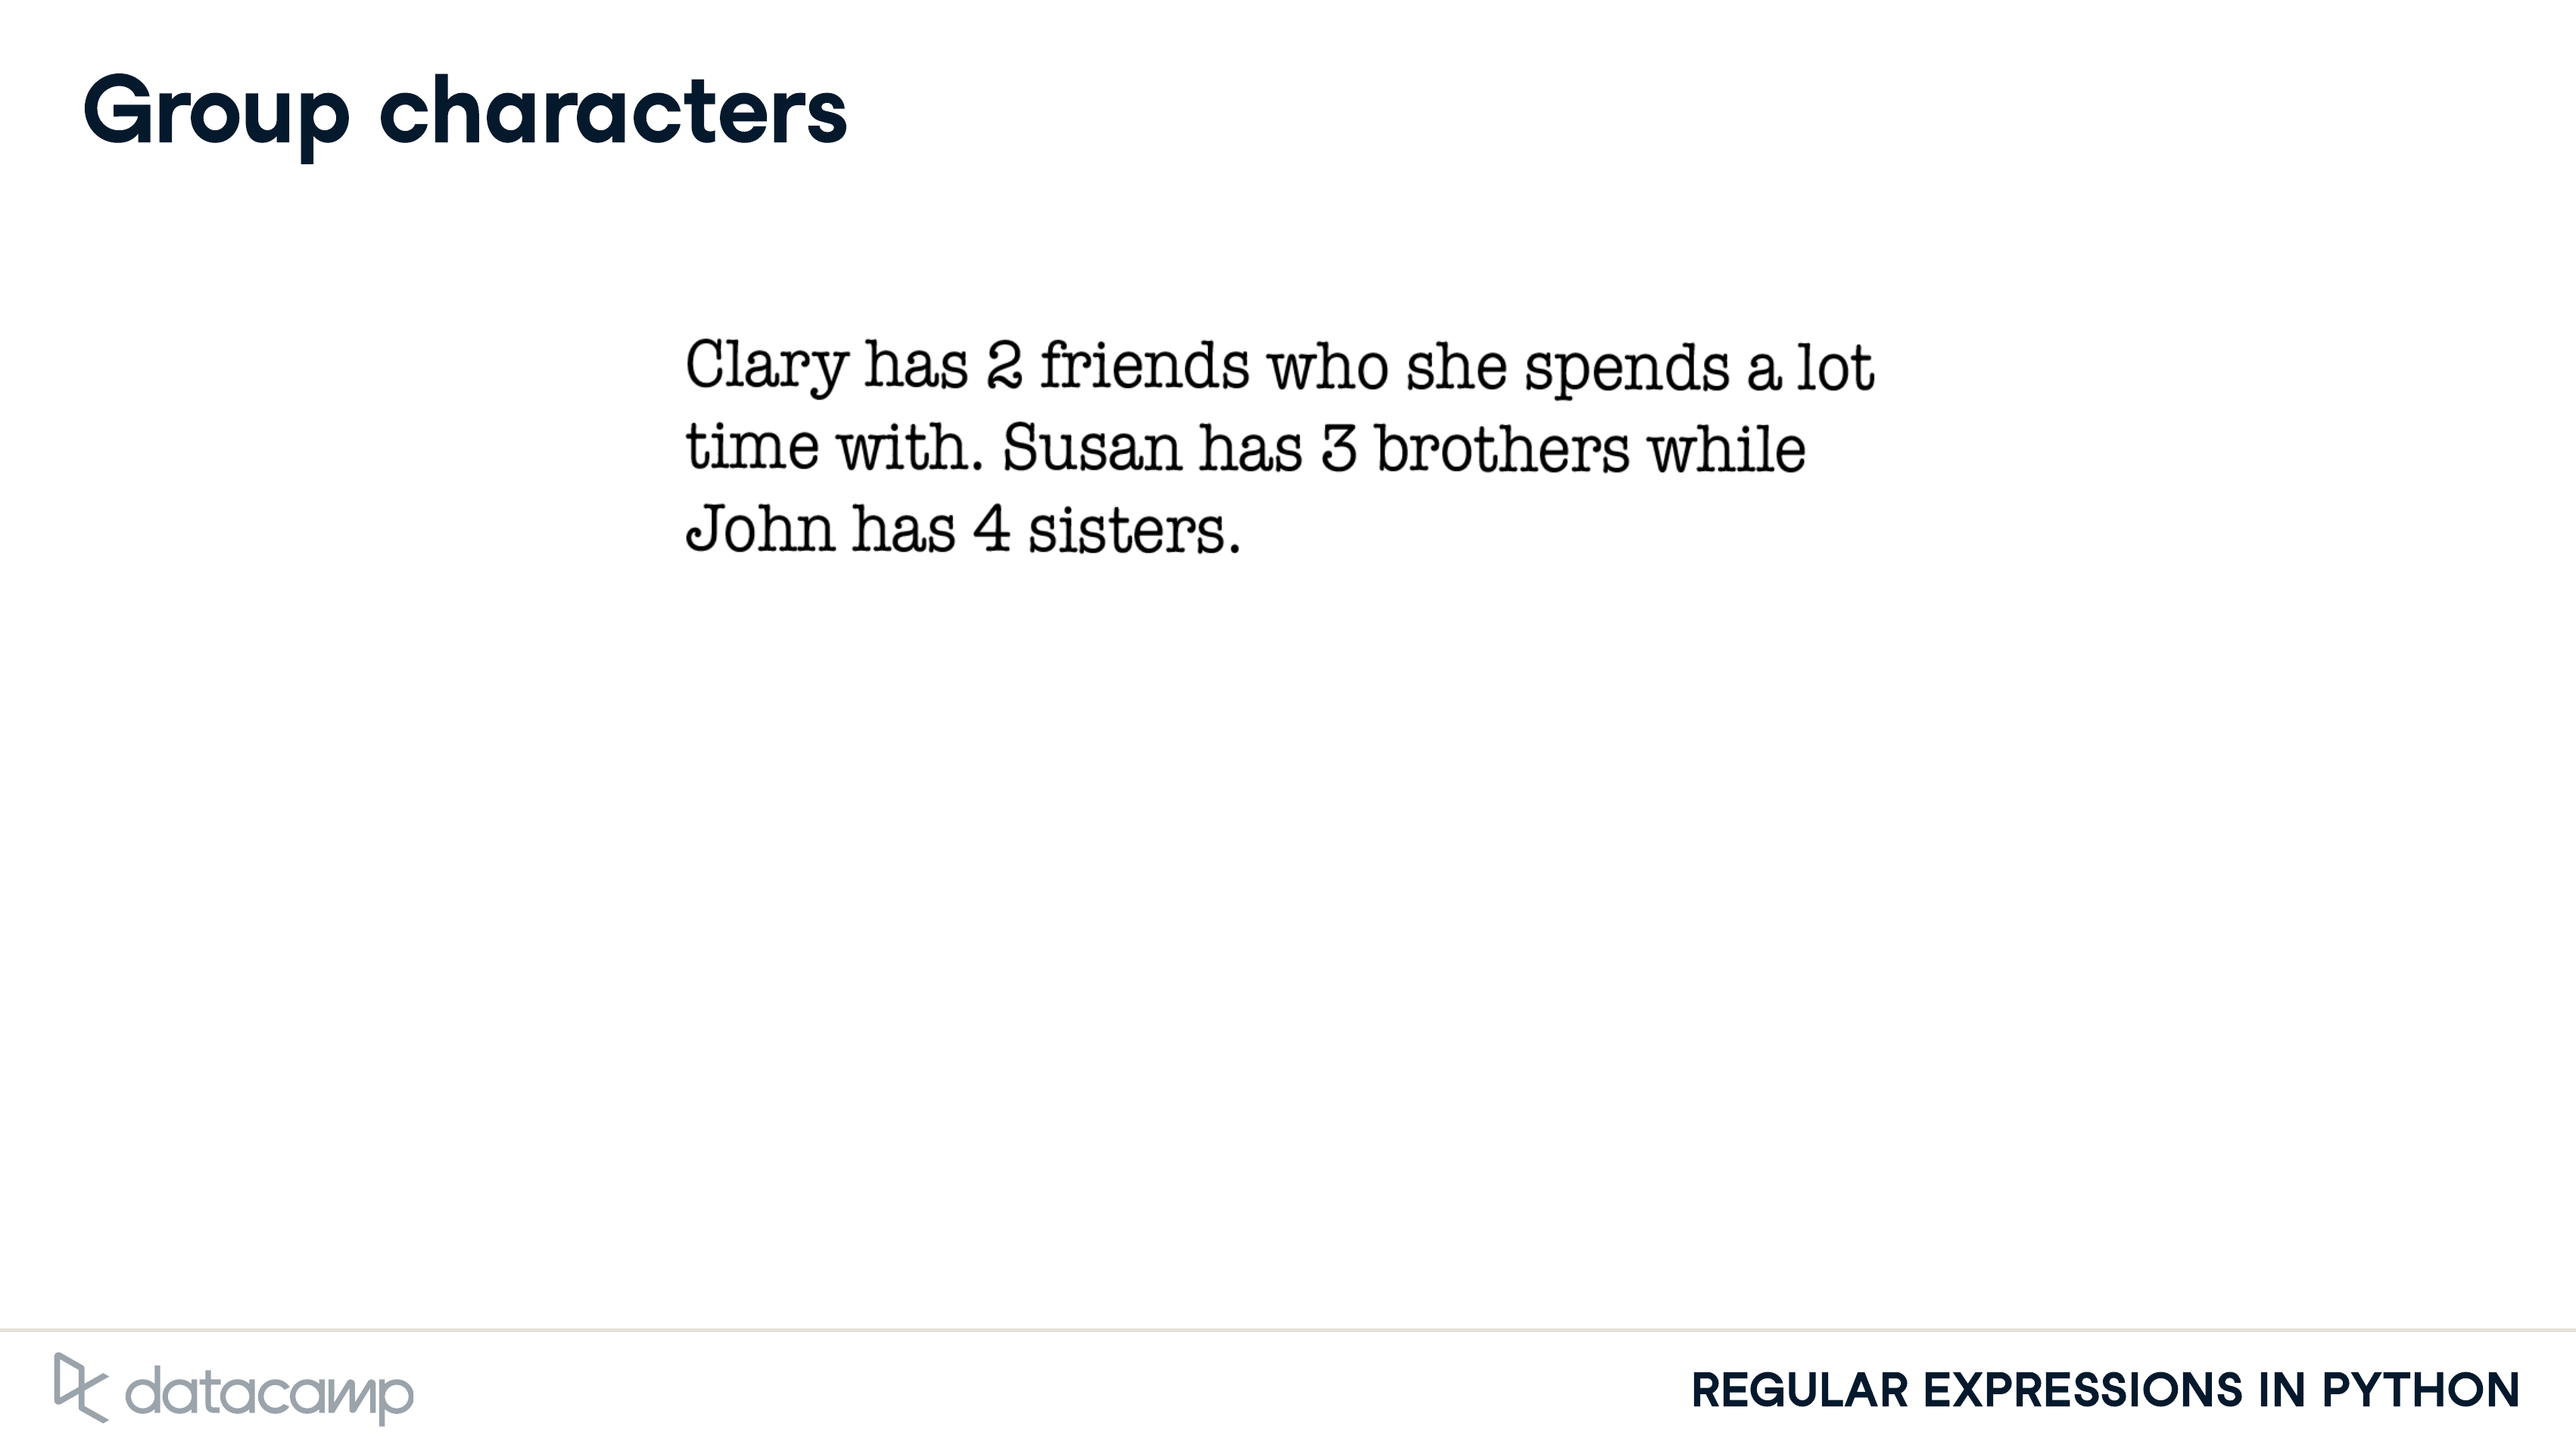 Group characters
Clary has 2 friends who she spends a lot
time with. Susan has 3 brothers while
John has 4 sisters.
datacamp
REGULAR EXPRESSIONS IN PYTHON